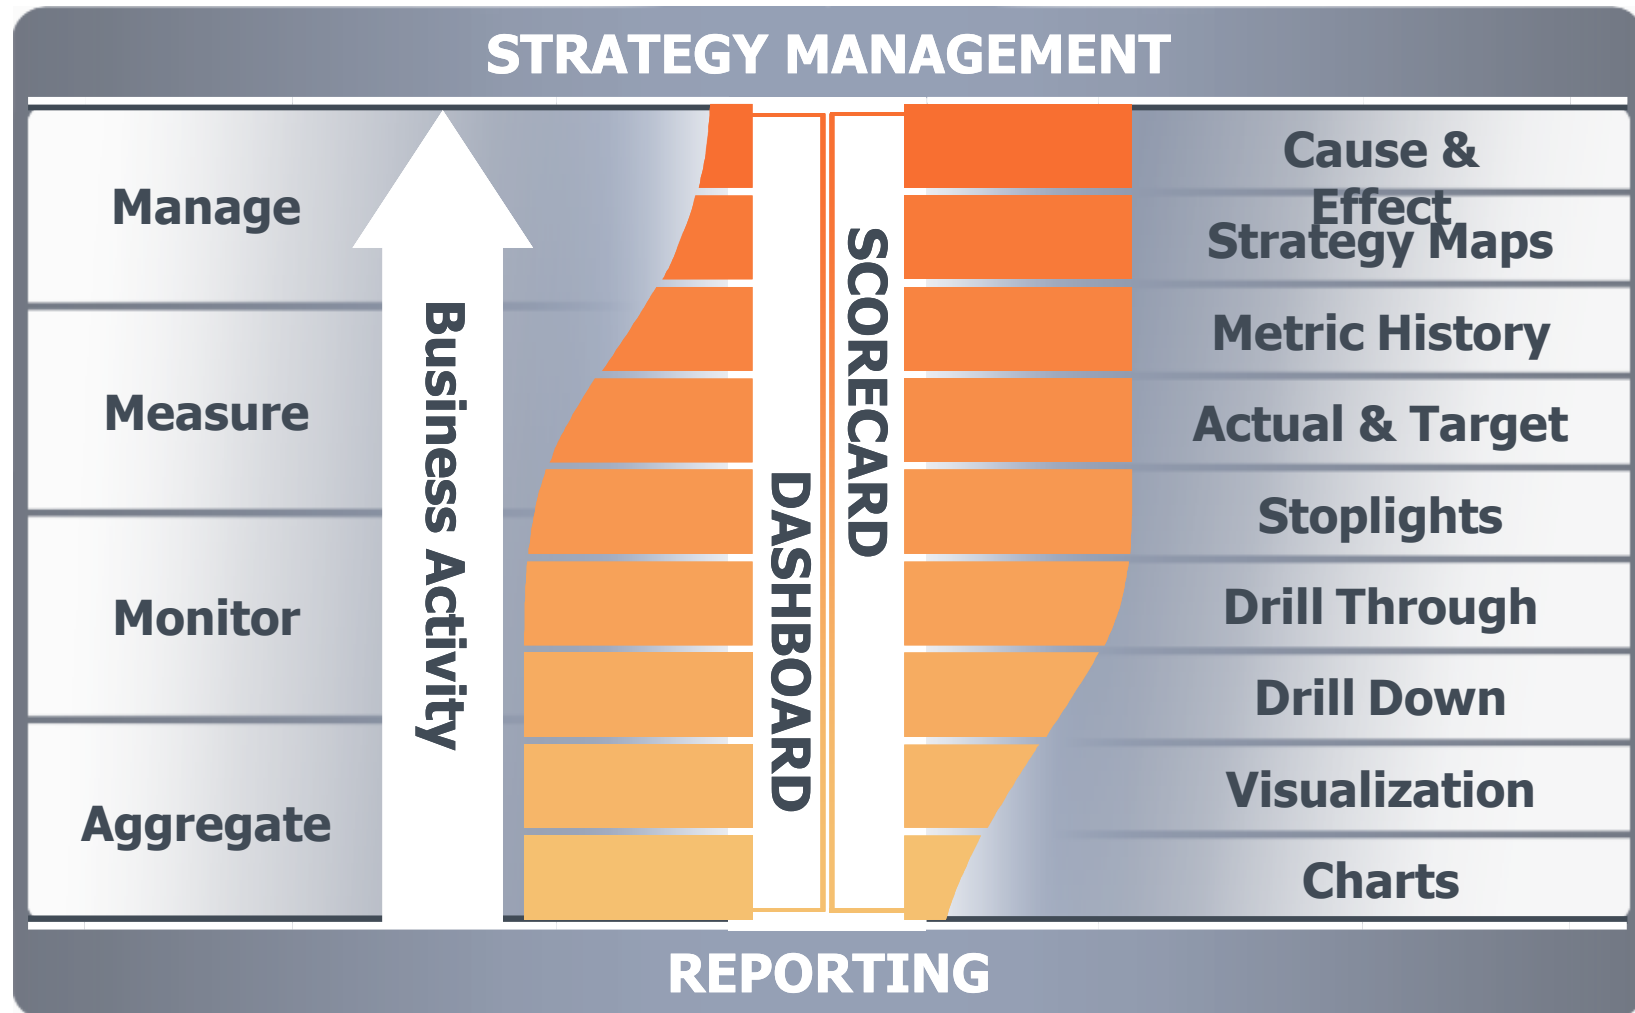 STRATEGY MANAGEMENT
Manage
Measure
Monitor
Aggregate
Business Activity
DASHBOARD
SCORECARD
Cause &
Effect
Strategy Maps
Metric History
Actual & Target
Stoplights
Drill Through
Drill Down
Visualization
Charts
REPORTING